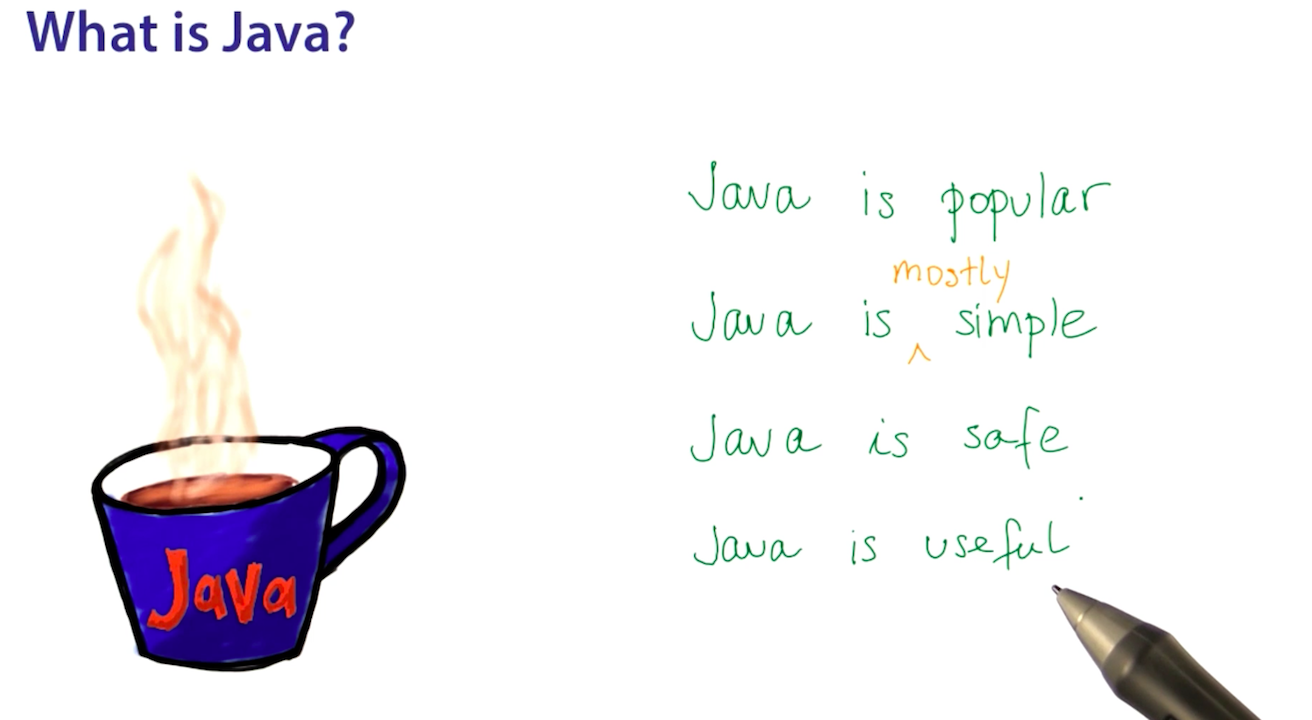 What is Java?
Java is popular
mostly
Java is ^ simple
Java is safe
Java is useful
Java